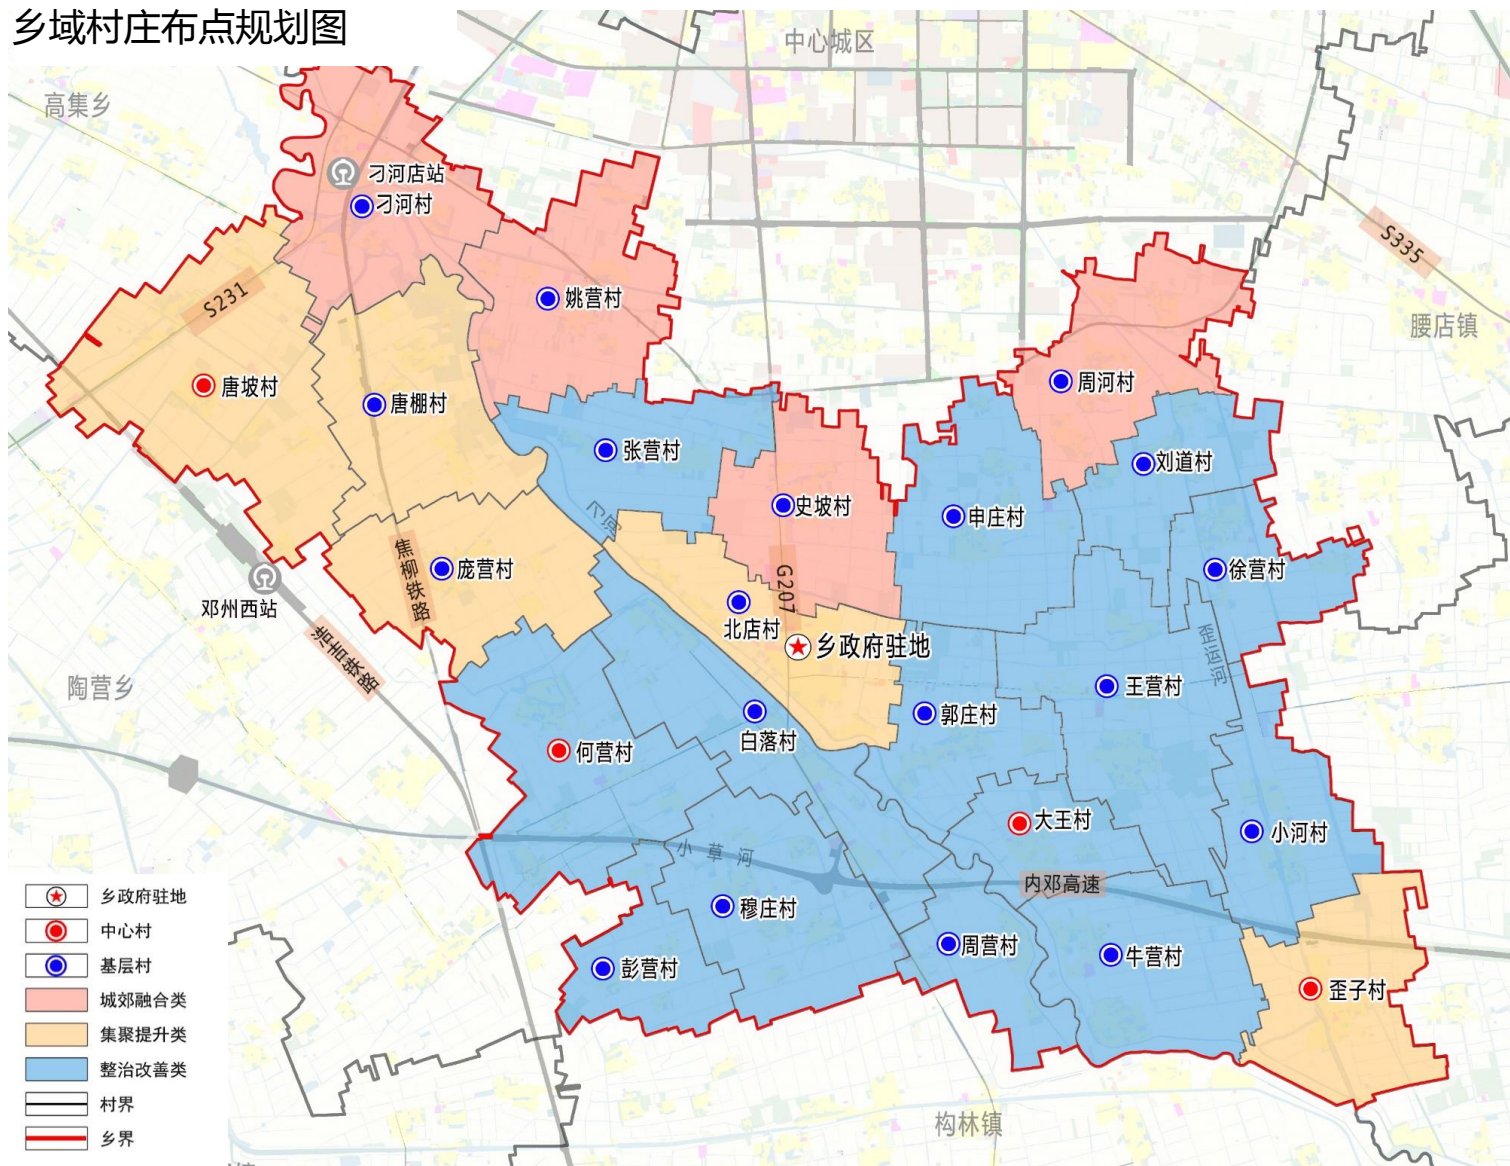 乡域村庄布点规划图
中心城区
高集乡
刁河店站
刁河村
S335
S231
姚营村
腰店镇
周河村
唐坡村
唐棚村
张营村
刘道村
史坡村
申庄村
焦柳铁路
庞营村
徐营村
G207
邓州西站
北店村
乡政府驻地
浩吉铁路
歪运河
陶营乡
王营村
郭庄村
白落村
何营村
大王村
小河村
小草河
内邓高速
穆庄村
周营村
牛营村
彭营村
歪子村
构林镇
乡政府驻地
中心村
基层村
城郊融合类
集聚提升类
整治改善类
村界
乡界